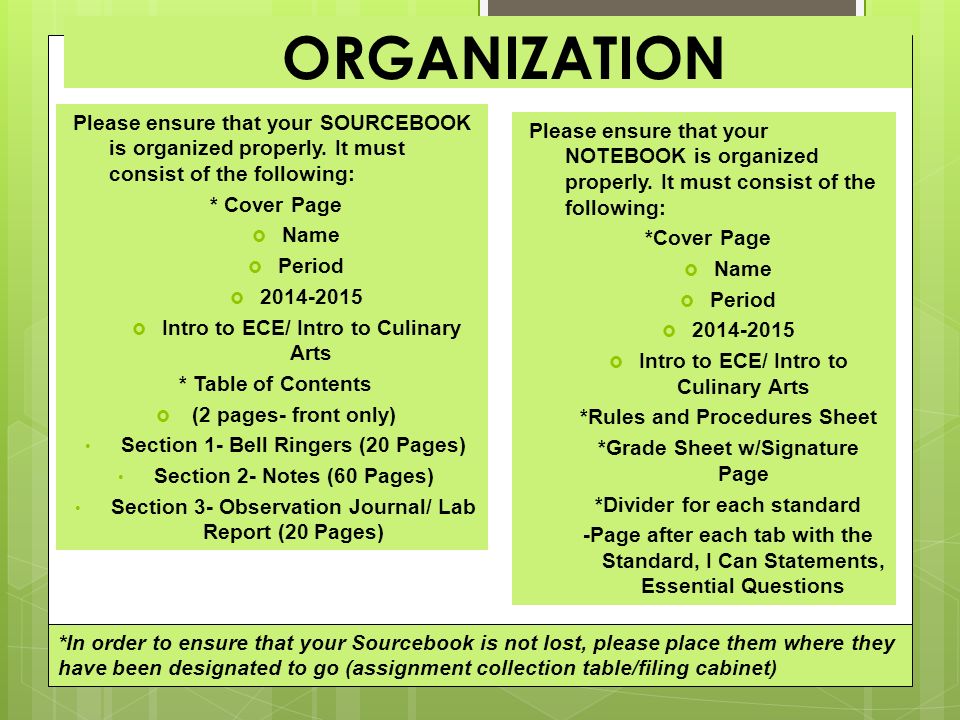 ORGANIZATION
Please ensure that your SOURCEBOOK
is organized properly. It must
consist of the following:
* Cover Page
Name
Period
2014-2015
Intro to ECE/ Intro to Culinary
Arts
* Table of Contents
(2 pages- front only)
• Section 1- Bell Ringers (20 Pages)
• Section 2- Notes (60 Pages)
• Section 3- Observation Journal/ Lab
Report (20 Pages)
Please ensure that your
NOTEBOOK is organized
properly. It must consist of the
following:
*Cover Page
Name
Period
2014-2015
Intro to ECE/ Intro to
Culinary Arts
*Rules and Procedures Sheet
*Grade Sheet w/Signature
Page
*Divider for each standard
-Page after each tab with the
Standard, I Can Statements,
Essential Questions
*In order to ensure that your Sourcebook is not lost, please place them where they
have been designated to go (assignment collection table/filing cabinet)